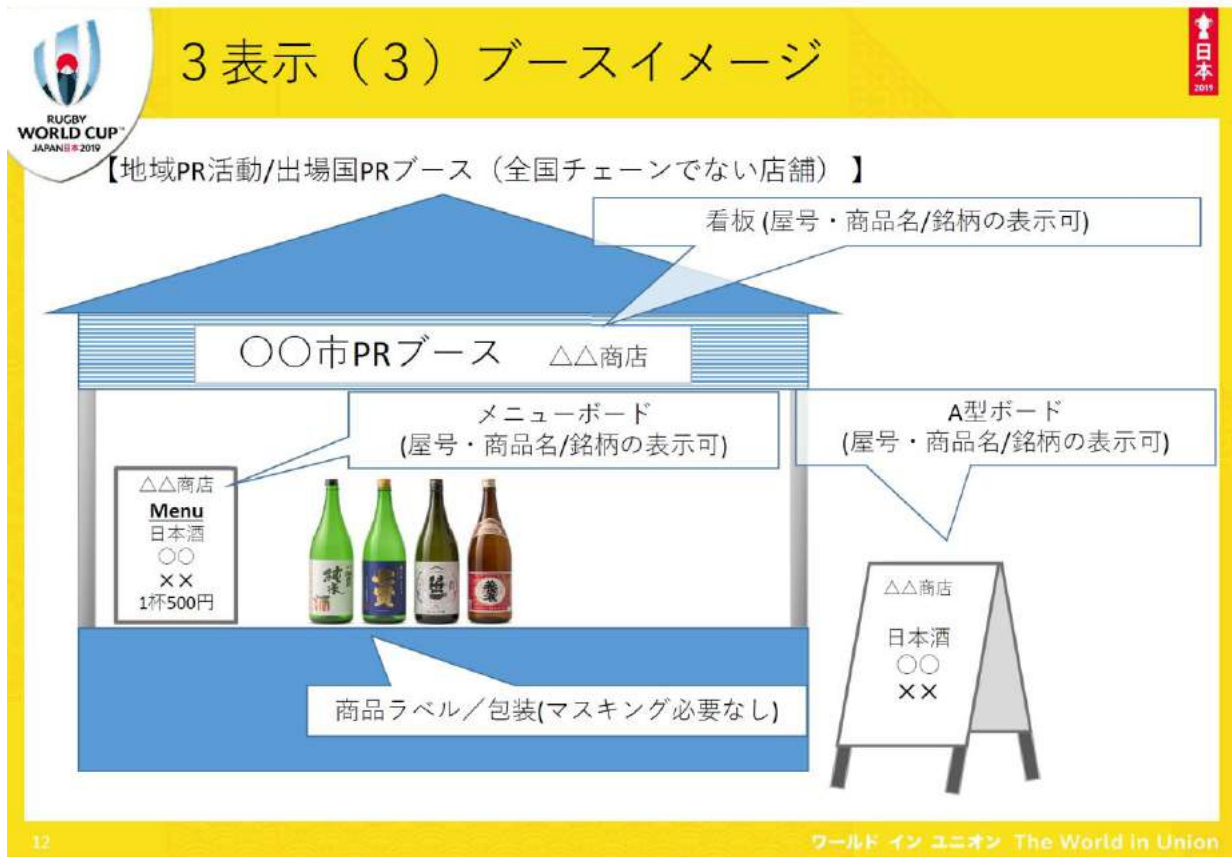 ３表示（３）ブースイメージ
RUGBY
WORLD CUP™
JAPAN日本2019
日本
2019
【地域PR活動/出場国PRブース（全国チェーンでない店舗）】
看板 (屋号・商品名/銘柄の表示可)
〇〇市PRブース　△△商店
メニューボード
(屋号・商品名/銘柄の表示可)
A型ボード
(屋号・商品名/銘柄の表示可)
△△商店
Menu
日本酒
〇〇
××
1杯500円
純米
酒
△△商店
日本酒
〇〇
××
商品ラベル／包装(マスキング必要なし)
12
ワールド イン ユニオン The World in Union